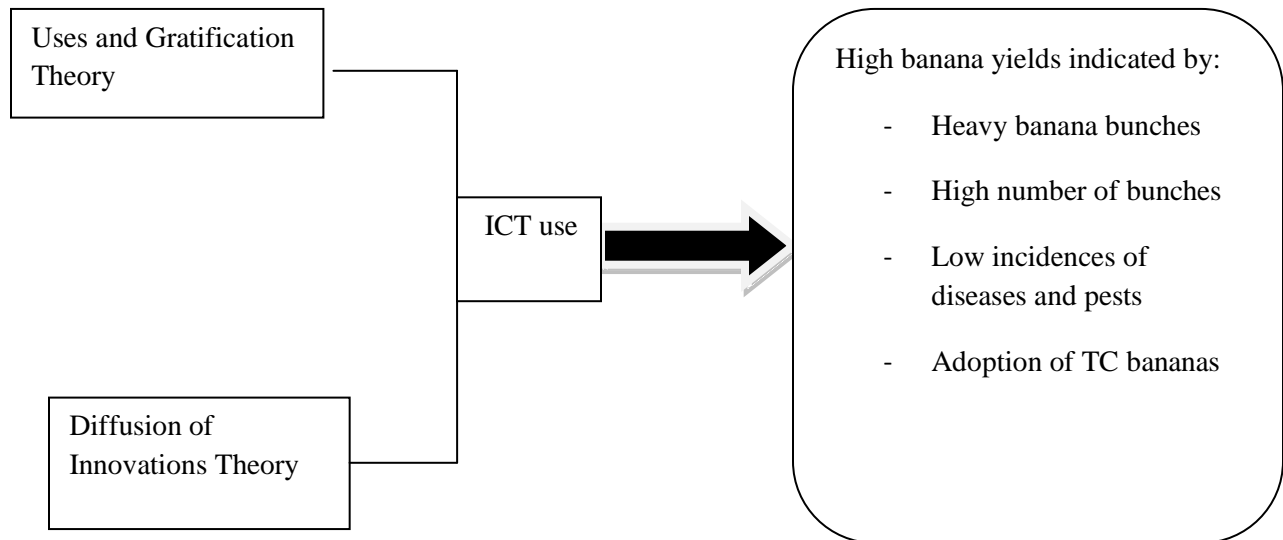 Uses and Gratification
Theory
Diffusion of
Innovations Theory
ICT use
High banana yields indicated by:
- Heavy banana bunches
- High number of bunches
- Low incidences of
diseases and pests
- Adoption of TC bananas